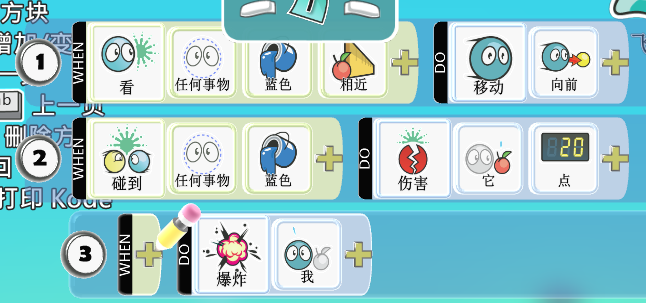 方块
增加
1 WHEN 看 任何事物 蓝色 相近 DO 移动 向前
上一页
删除方
2 WHEN 碰到 任何事物 蓝色 DO 伤害 它 20 点
回
打印 Kodu
3 WHEN DO 爆炸 我